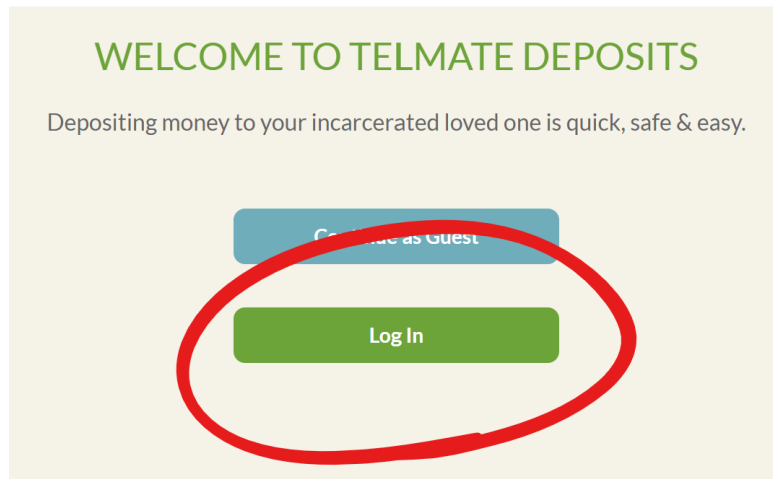 WELCOME TO TELMATE DEPOSITS
Depositing money to your incarcerated loved one is quick, safe & easy.
Continue as Guest
Log In